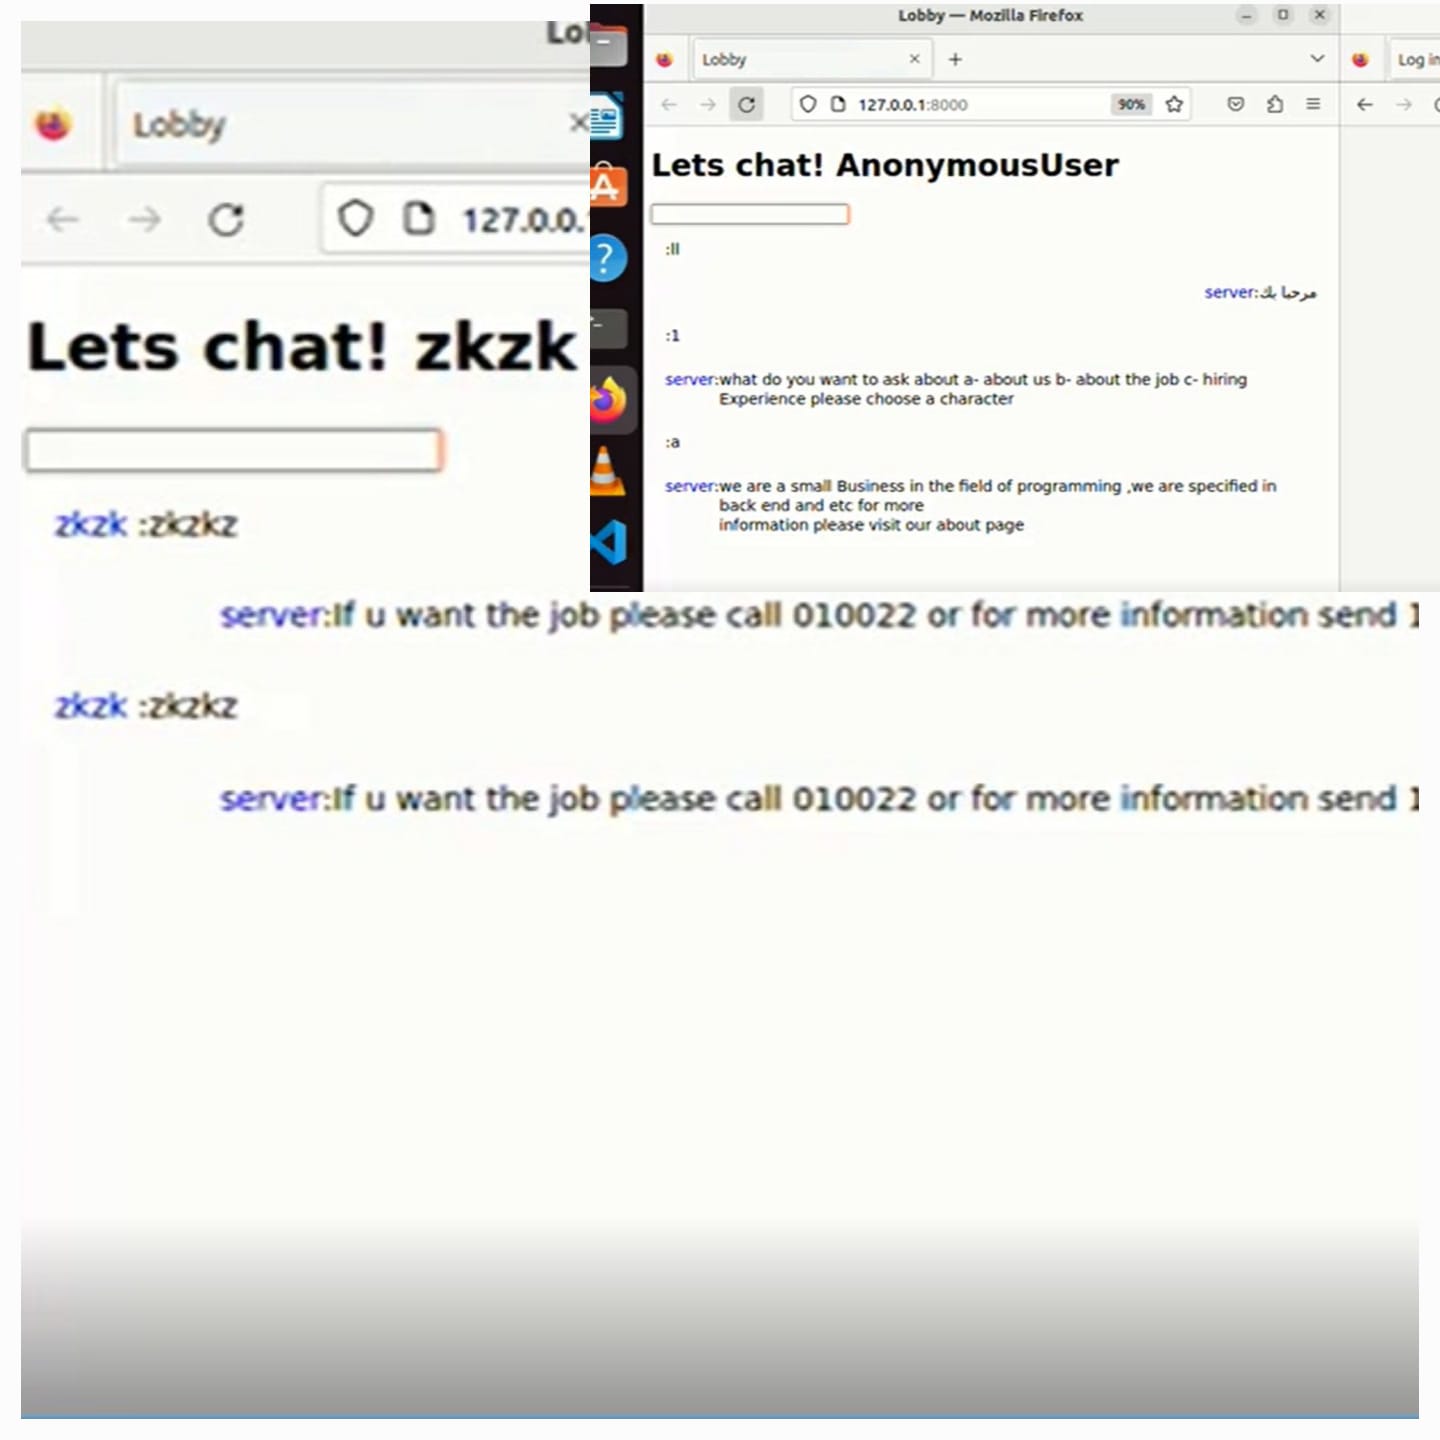 Lobby — Mozilla Firefox
Lobby
Log in
127.0.0.1:8000
90%
Lets chat! AnonymousUser
:ll
server:مرحبا بك
:1
server:what do you want to ask about a- about us b- about the job c- hiring
Experience please choose a character
:a
server:we are a small Business in the field of programming ,we are specified in
back end and etc for more
information please visit our about page
Lobby
127.0.0.
Lets chat! zkzk
zkzk :zkzkz
server:If u want the job please call 010022 or for more information send 1
zkzk :zkzkz
server:If u want the job please call 010022 or for more information send 1